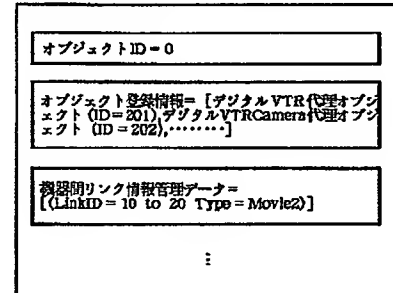 オブジェクトID = 0
オブジェクト登録情報= [デジタルVTR代理オブジ
ェクト (ID=201),デジタルVTRCamera代理オブジ
ェクト (ID=202),………]
機器間リンク情報管理データ=
[(LinkID = 10 to 20 Type = Movie2)]
⋮